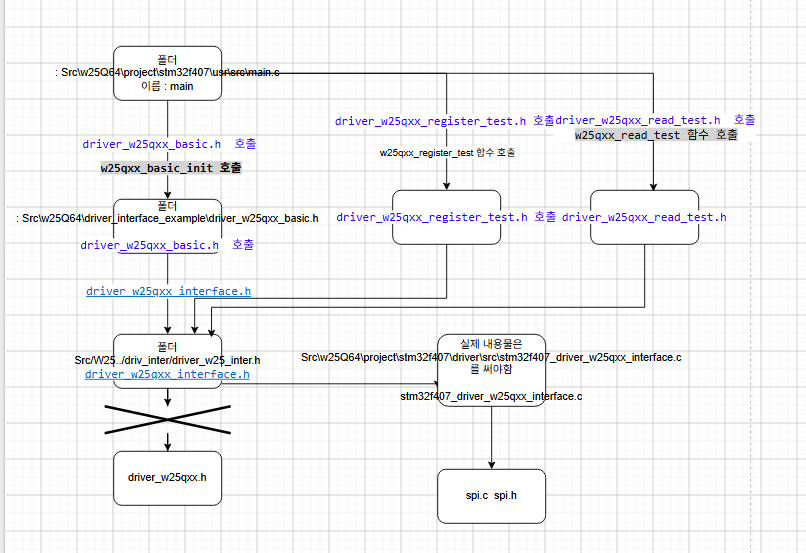 폴더
: Src\w25Q64\project\stm32f407\usr\src\main.c
이름 : main
driver_w25qxx_register_test.h 호출
driver_w25qxx_read_test.h 호출
w25qxx_read_test 함수 호출
driver_w25qxx_basic.h 호출
w25qxx_register_test 함수 호출
w25qxx_basic_init 호출
폴더
: Src\w25Q64\driver_interface_example\driver_w25qxx_basic.h
driver_w25qxx_basic.h 호출
driver_w25qxx_register_test.h 호출
driver_w25qxx_read_test.h
driver_w25qxx_interface.h
폴더
Src/W25../driv_inter/driver_w25_inter.h
driver_w25qxx_interface.h
실제 내용물은
Src\w25Q64\project\stm32f407\driver\src\stm32f407_driver_w25qxx_interface.c
를 써야함
stm32f407_driver_w25qxx_interface.c
driver_w25qxx.h
spi.c spi.h